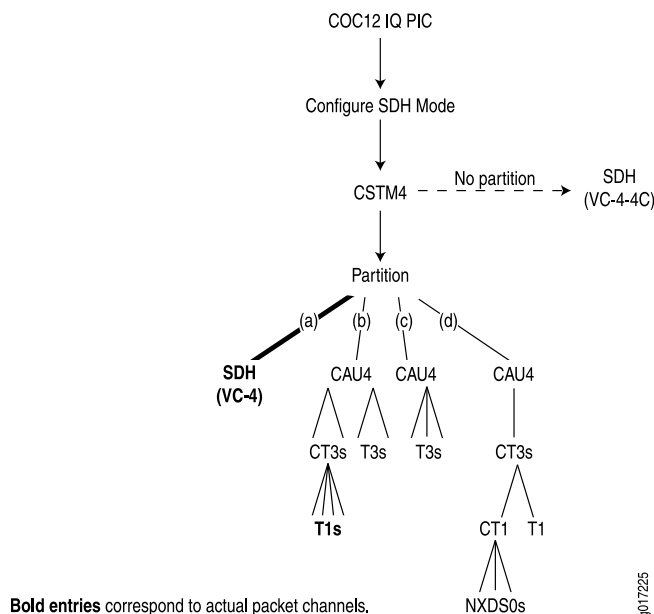 COC12 IQ PIC
Configure SDH Mode
CSTM4
No partition
SDH
(VC-4-4C)
Partition
(a)
(b)
(c)
(d)
SDH
(VC-4)
CAU4
CAU4
CAU4
CT3s
T3s
T3s
CT3s
T1s
CT1
T1
NXDS0s
Bold entries correspond to actual packet channels.
g017225